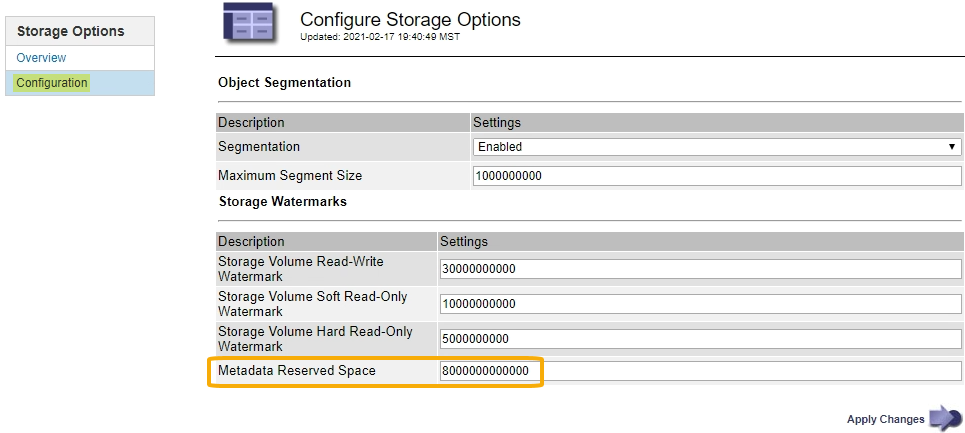 Storage Options
Overview
Configuration
Configure Storage Options
Updated: 2021-02-17 19:40:49 MST
Object Segmentation
Description Settings
Segmentation Enabled
Maximum Segment Size 1000000000
Storage Watermarks
Description Settings
Storage Volume Read-Write
Watermark 30000000000
Storage Volume Soft Read-Only
Watermark 10000000000
Storage Volume Hard Read-Only
Watermark 5000000000
Metadata Reserved Space 8000000000000
Apply Changes